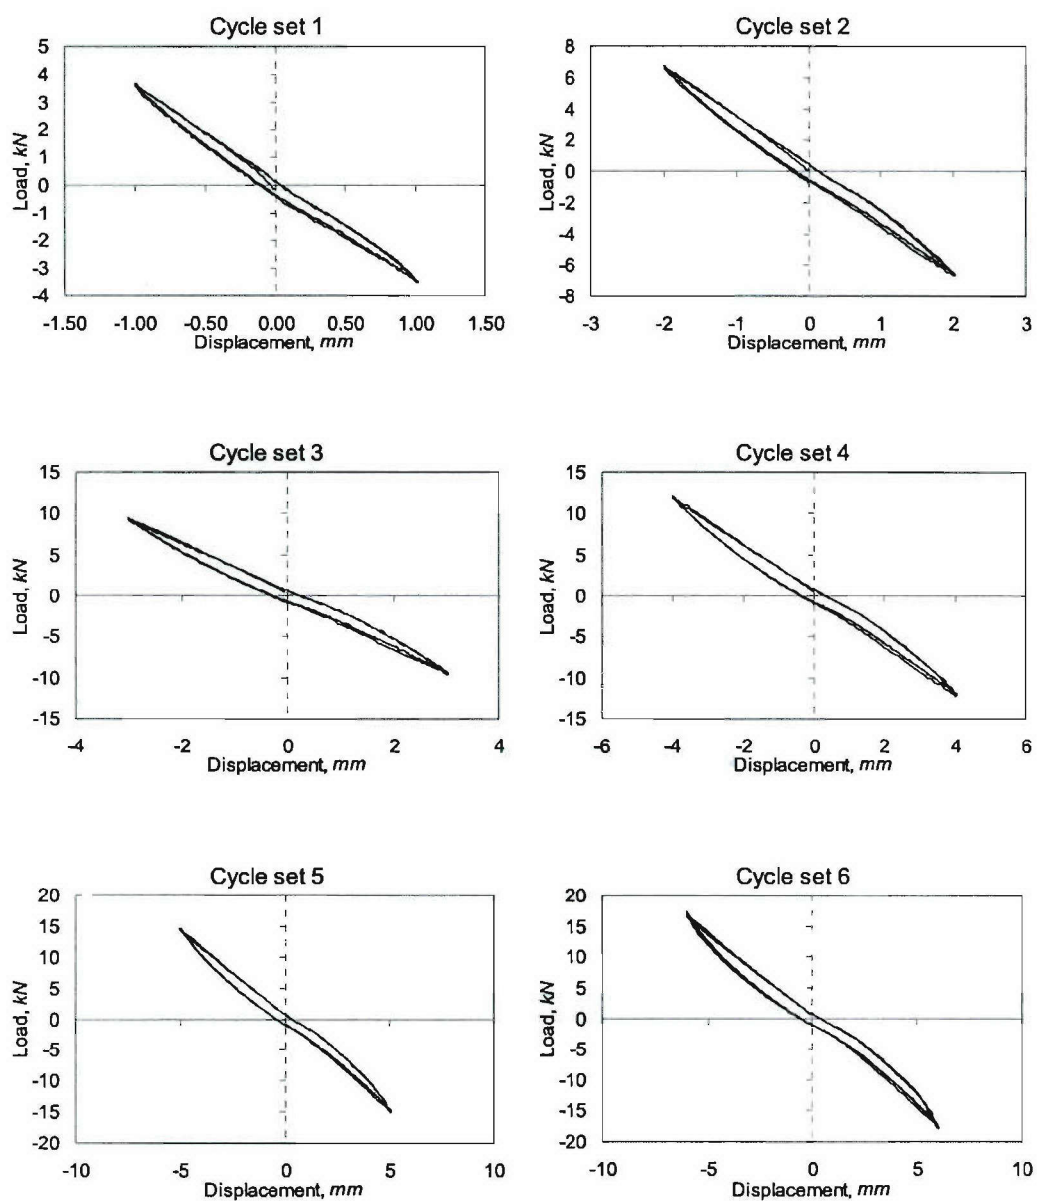 Cycle set 1
5
4
3
2
1
0
-1
-2
-3
-4
Load, kN
-1.50 -1.00 -0.50 0.00 0.50 1.00 1.50
Displacement, mm
Cycle set 2
8
6
4
2
0
-2
-4
-6
-8
Load, kN
-3 -2 -1 0 1 2 3
Displacement, mm
Cycle set 3
15
10
5
0
-5
-10
-15
Load, kN
-4 -2 0 2 4
Displacement, mm
Cycle set 4
15
10
5
0
-5
-10
-15
Load, kN
-6 -4 -2 0 2 4 6
Displacement, mm
Cycle set 5
20
15
10
5
0
-5
-10
-15
-20
Load, kN
-10 -5 0 5 10
Displacement, mm
Cycle set 6
20
15
10
5
0
-5
-10
-15
-20
Load, kN
-10 -5 0 5 10
Displacement, mm